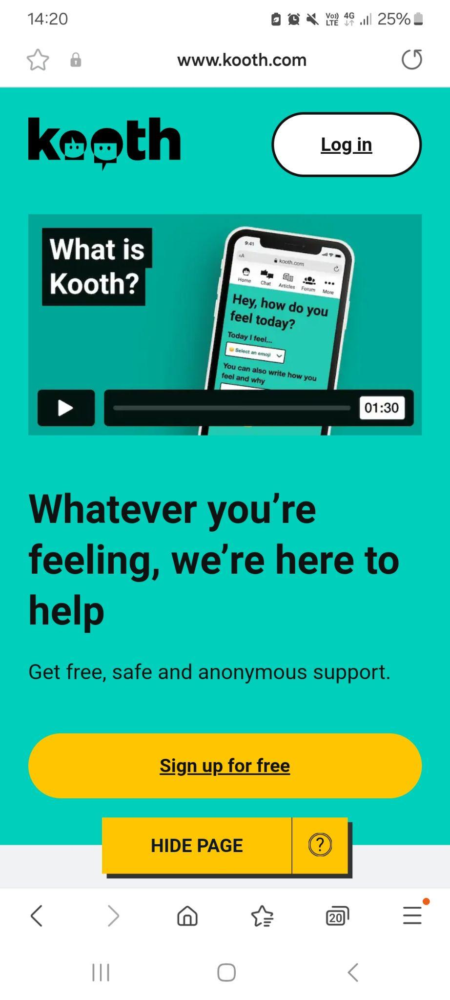 14:20
Vo)) LTE 4G 25%
www.kooth.com
kooth
Log in
What is
Kooth?
9:41
AA
kooth.com
Home Chat Articles Forum More
Hey, how do you
feel today?
Today I feel...
Select an emoji
You can also write how you
feel and why
01:30
Whatever you’re
feeling, we’re here to
help
Get free, safe and anonymous support.
Sign up for free
HIDE PAGE ?
20